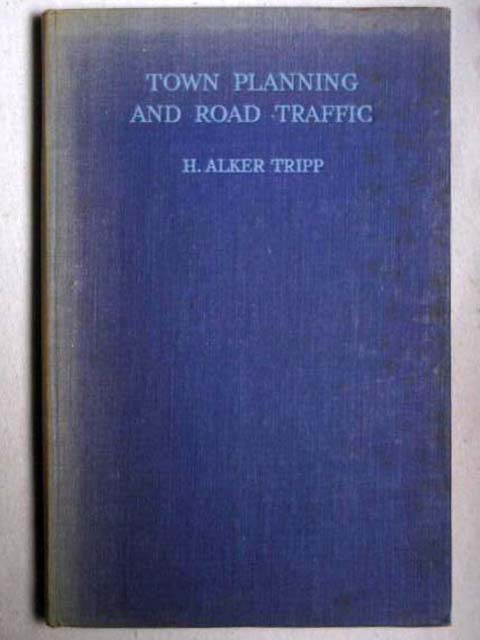 TOWN PLANNING
AND ROAD TRAFFIC
H. ALKER TRIPP